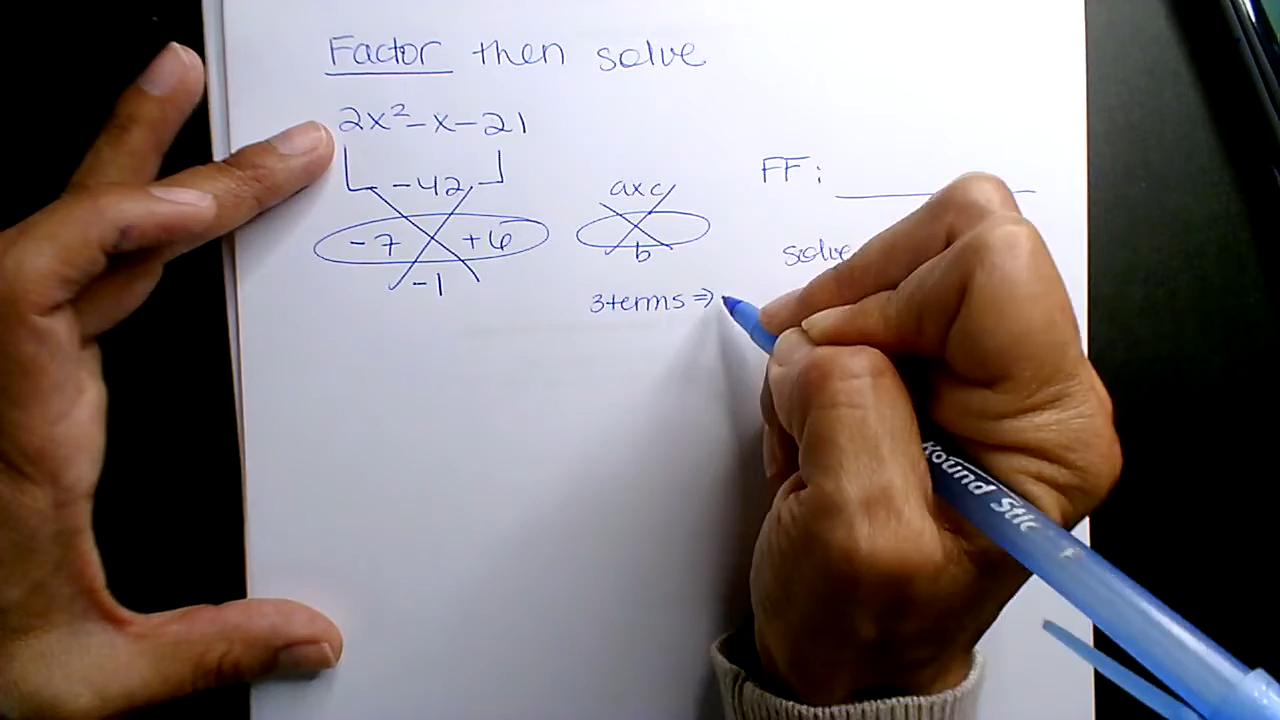 Factor then solve
2x²-x-21
-42
-7 +6
-1
axc
b
3terms ⇒
FF:
solve
Round Stic